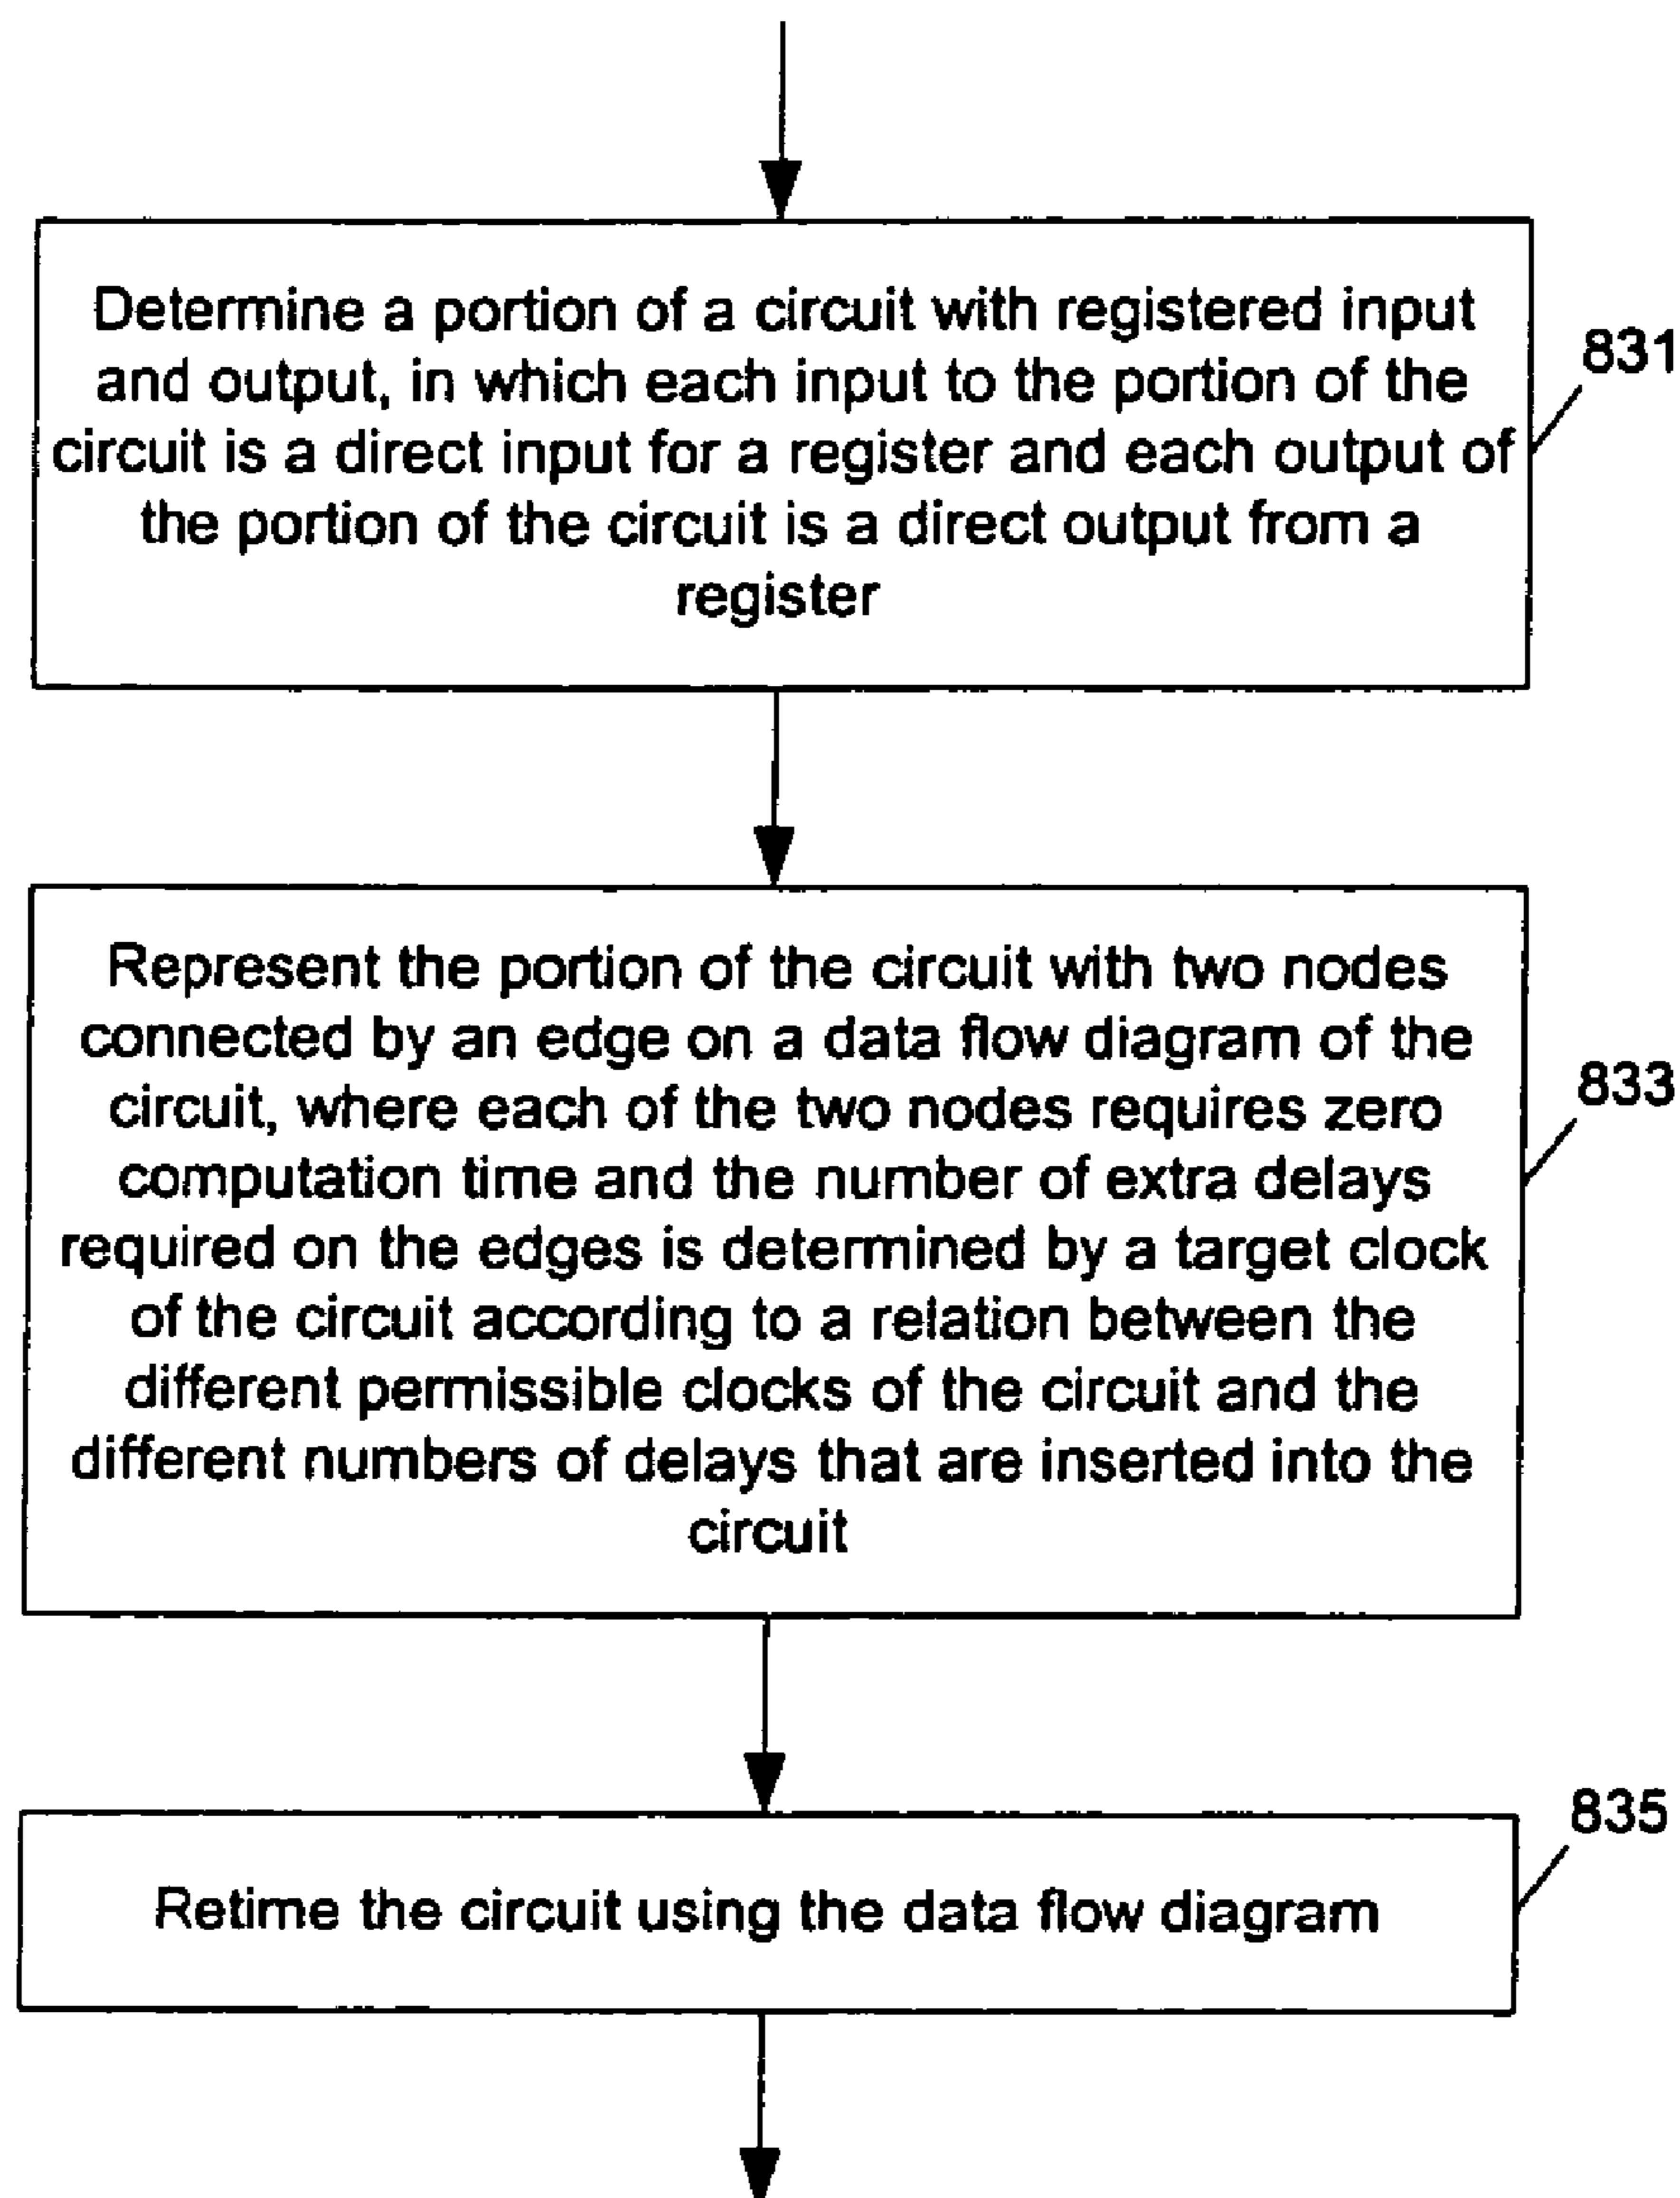 Determine a portion of a circuit with registered input
and output, in which each input to the portion of the
circuit is a direct input for a register and each output of
the portion of the circuit is a direct output from a
register
831
Represent the portion of the circuit with two nodes
connected by an edge on a data flow diagram of the
circuit, where each of the two nodes requires zero
computation time and the number of extra delays
required on the edges is determined by a target clock
of the circuit according to a relation between the
different permissible clocks of the circuit and the
different numbers of delays that are inserted into the
circuit
833
Retime the circuit using the data flow diagram
835